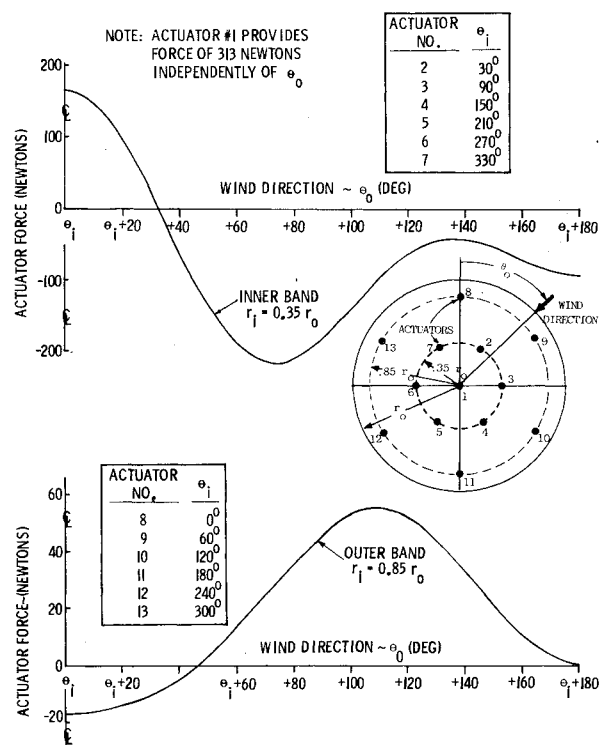 NOTE: ACTUATOR #1 PROVIDES
FORCE OF 313 NEWTONS
INDEPENDENTLY OF θo
ACTUATOR NO. θi
2 30°
3 90°
4 150°
5 210°
6 270°
7 330°
ACTUATOR FORCE (NEWTONS)
200
100
0
-100
-200
℄
℄
WIND DIRECTION ~ θo (DEG)
θi
θi+20
+40
+60
+80
+100
+120
+140
+160
θi+180
INNER BAND
ri = 0.35 ro
θo
WIND
DIRECTION
ACTUATORS
8
13
7
2
9
.85 ro
.35 ro
6
1
3
ro
5
4
12
10
11
ACTUATOR NO. θi
8 0°
9 60°
10 120°
11 180°
12 240°
13 300°
ACTUATOR FORCE~(NEWTONS)
60
40
20
0
-20
℄
℄
OUTER BAND
ri = 0.85 ro
WIND DIRECTION ~ θo (DEG)
θi
θi+20
+40
+60
+80
+100
+120
+140
+160
θi+180